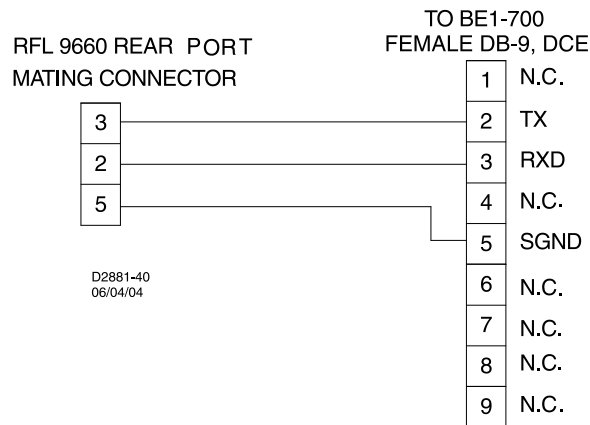 RFL 9660 REAR PORT
MATING CONNECTOR
3
2
5
D2881-40
06/04/04
TO BE1-700
FEMALE DB-9, DCE
1 N.C.
2 TX
3 RXD
4 N.C.
5 SGND
6 N.C.
7 N.C.
8 N.C.
9 N.C.